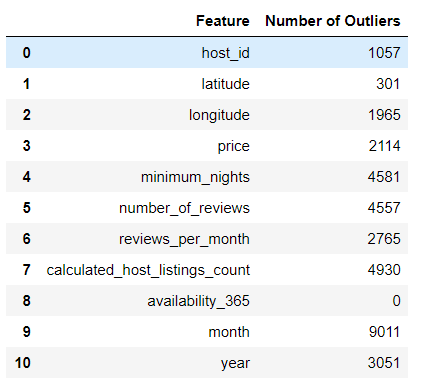 Feature Number of Outliers
0 host_id 1057
1 latitude 301
2 longitude 1965
3 price 2114
4 minimum_nights 4581
5 number_of_reviews 4557
6 reviews_per_month 2765
7 calculated_host_listings_count 4930
8 availability_365 0
9 month 9011
10 year 3051